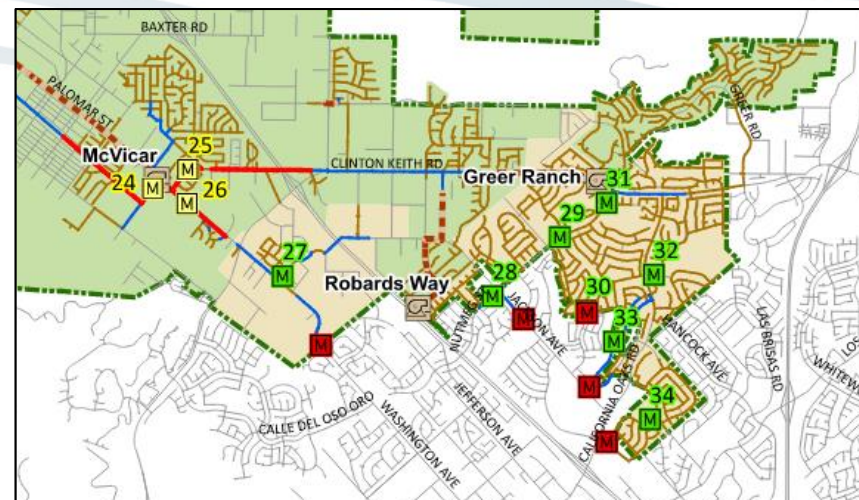 BAXTER RD
PALOMAR ST
GREER RD
McVicar
25
CLINTON KEITH RD
24
26
Greer Ranch
31
M
M
M
M
29
M
27
M
Robards Way
28
M
32
M
30
M
M
NUTMEG
JACKSON AVE
33
M
HANCOCK AVE
LAS BRISAS RD
LOS
WHITEW
M
M
CALIFORNIA OAKS RD
34
M
M
CALLE DEL OSO ORO
JEFFERSON AVE
WASHINGTON AVE